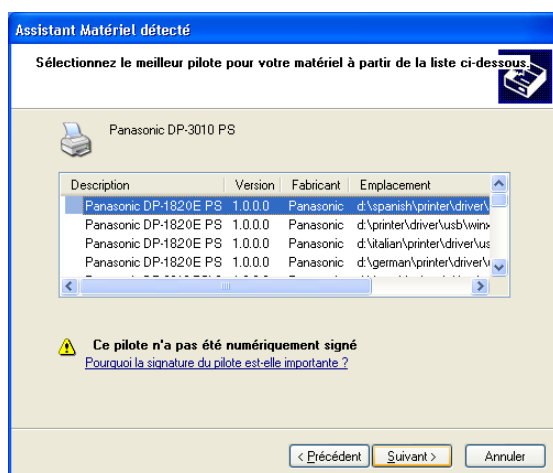 Assistant Matériel détecté
Sélectionnez le meilleur pilote pour votre matériel à partir de la liste ci-dessous.
Panasonic DP-3010 PS
Description Version Fabricant Emplacement
Panasonic DP-1820E PS 1.0.0.0 Panasonic d:\spanish\printer\driver\
Panasonic DP-1820E PS 1.0.0.0 Panasonic d:\printer\driver\usb\winx
Panasonic DP-1820E PS 1.0.0.0 Panasonic d:\italian\printer\driver\us
Panasonic DP-1820E PS 1.0.0.0 Panasonic d:\german\printer\driver\u
Ce pilote n'a pas été numériquement signé
Pourquoi la signature du pilote est-elle importante ?
< Précédent Suivant > Annuler